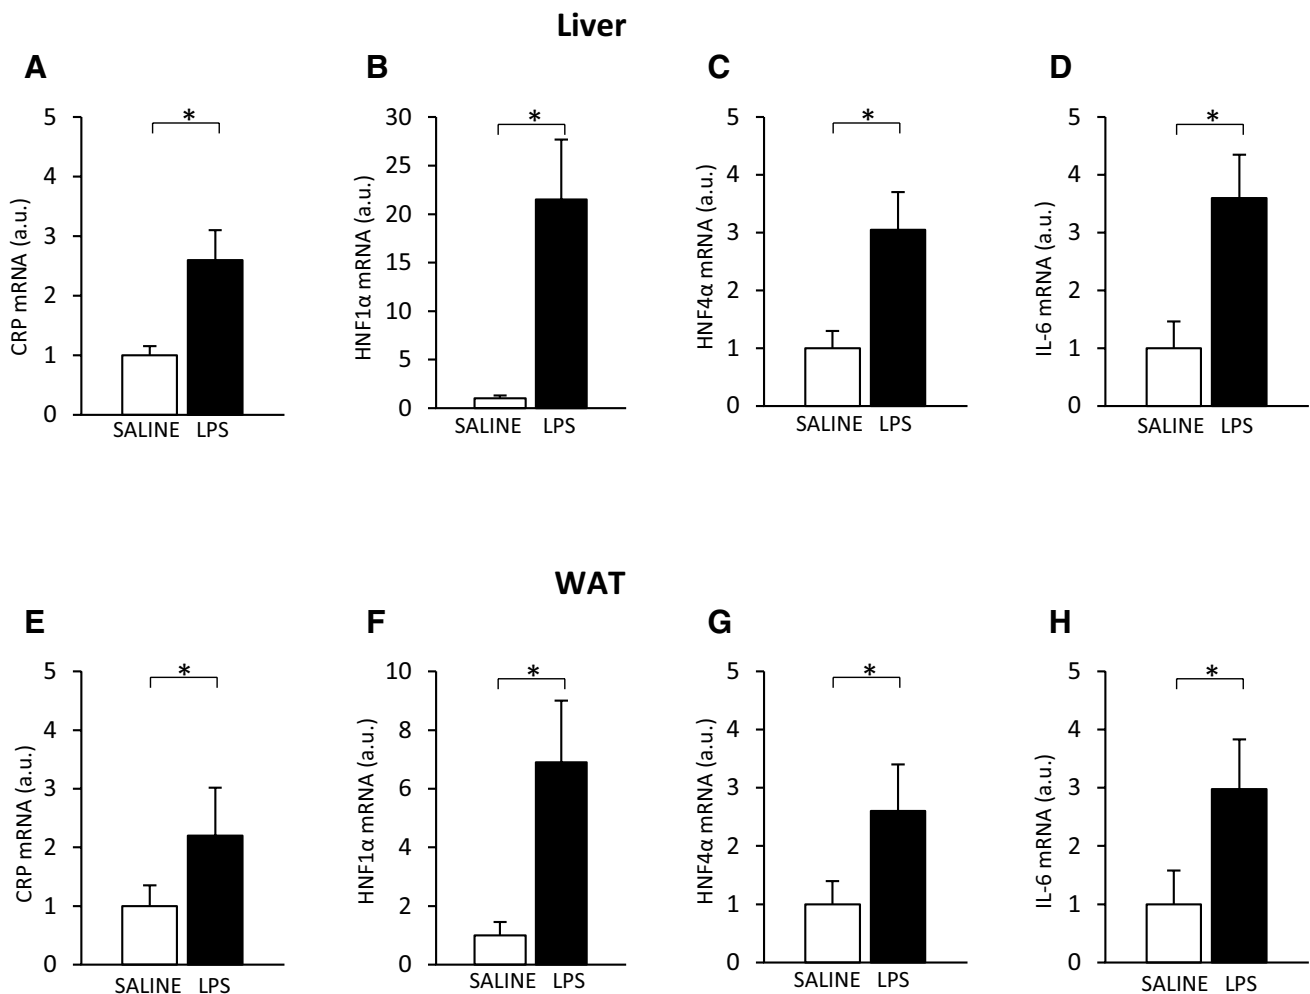 Liver
A
B
C
D
CRP mRNA (a.u.)
5
4
3
2
1
0
*
SALINE LPS
HNF1α mRNA (a.u.)
30
25
20
15
10
5
0
*
SALINE LPS
HNF4α mRNA (a.u.)
5
4
3
2
1
0
*
SALINE LPS
IL-6 mRNA (a.u.)
5
4
3
2
1
0
*
SALINE LPS
WAT
E
F
G
H
CRP mRNA (a.u.)
5
4
3
2
1
0
*
SALINE LPS
HNF1α mRNA (a.u.)
10
8
6
4
2
0
*
SALINE LPS
HNF4α mRNA (a.u.)
5
4
3
2
1
0
*
SALINE LPS
IL-6 mRNA (a.u.)
5
4
3
2
1
0
*
SALINE LPS